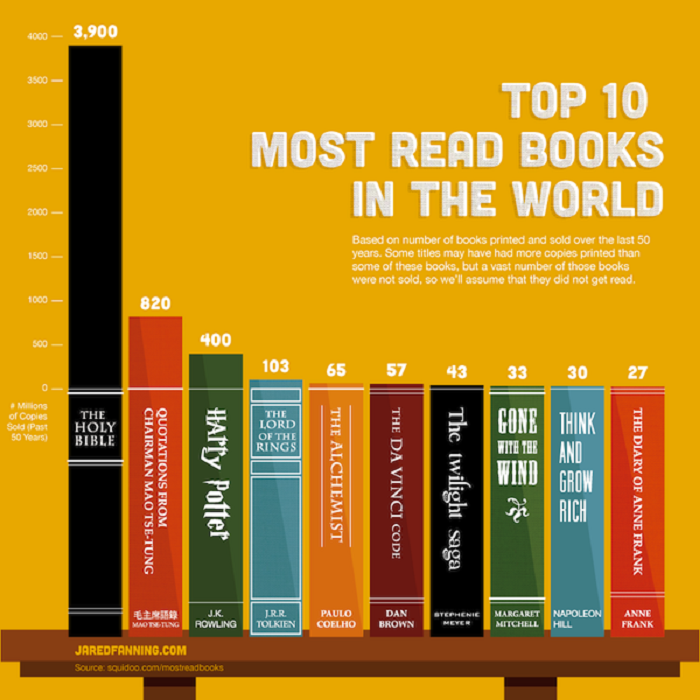 TOP 10
MOST READ BOOKS
IN THE WORLD
Based on number of books printed and sold over the last 50
years. Some titles may have had more copies printed than
some of these books, but a vast number of those books
were not sold, so we'll assume that they did not get read.
4000
3500
3000
2500
2000
1500
1000
500
0
# Millions
of Copies
Sold (Past
50 Years)
3,900
THE
HOLY
BIBLE
820
QUOTATIONS FROM
CHAIRMAN MAO TSE-TUNG
毛主席語錄
MAO TSE-TUNG
400
Harry Potter
J.K.
ROWLING
103
THE
LORD
OF THE
RINGS
J.R.R.
TOLKIEN
65
THE ALCHEMIST
PAULO
COELHO
57
THE DA VINCI CODE
DAN
BROWN
43
The twilight saga
STEPHENIE
MEYER
33
GONE
WITH THE
WIND
MARGARET
MITCHELL
30
THINK
AND
GROW
RICH
NAPOLEON
HILL
27
THE DIARY OF ANNE FRANK
ANNE
FRANK
JAREDFANNING.COM
Source: squidoo.com/mostreadbooks